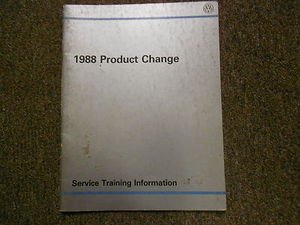 1988 Product Change
Service Training Information